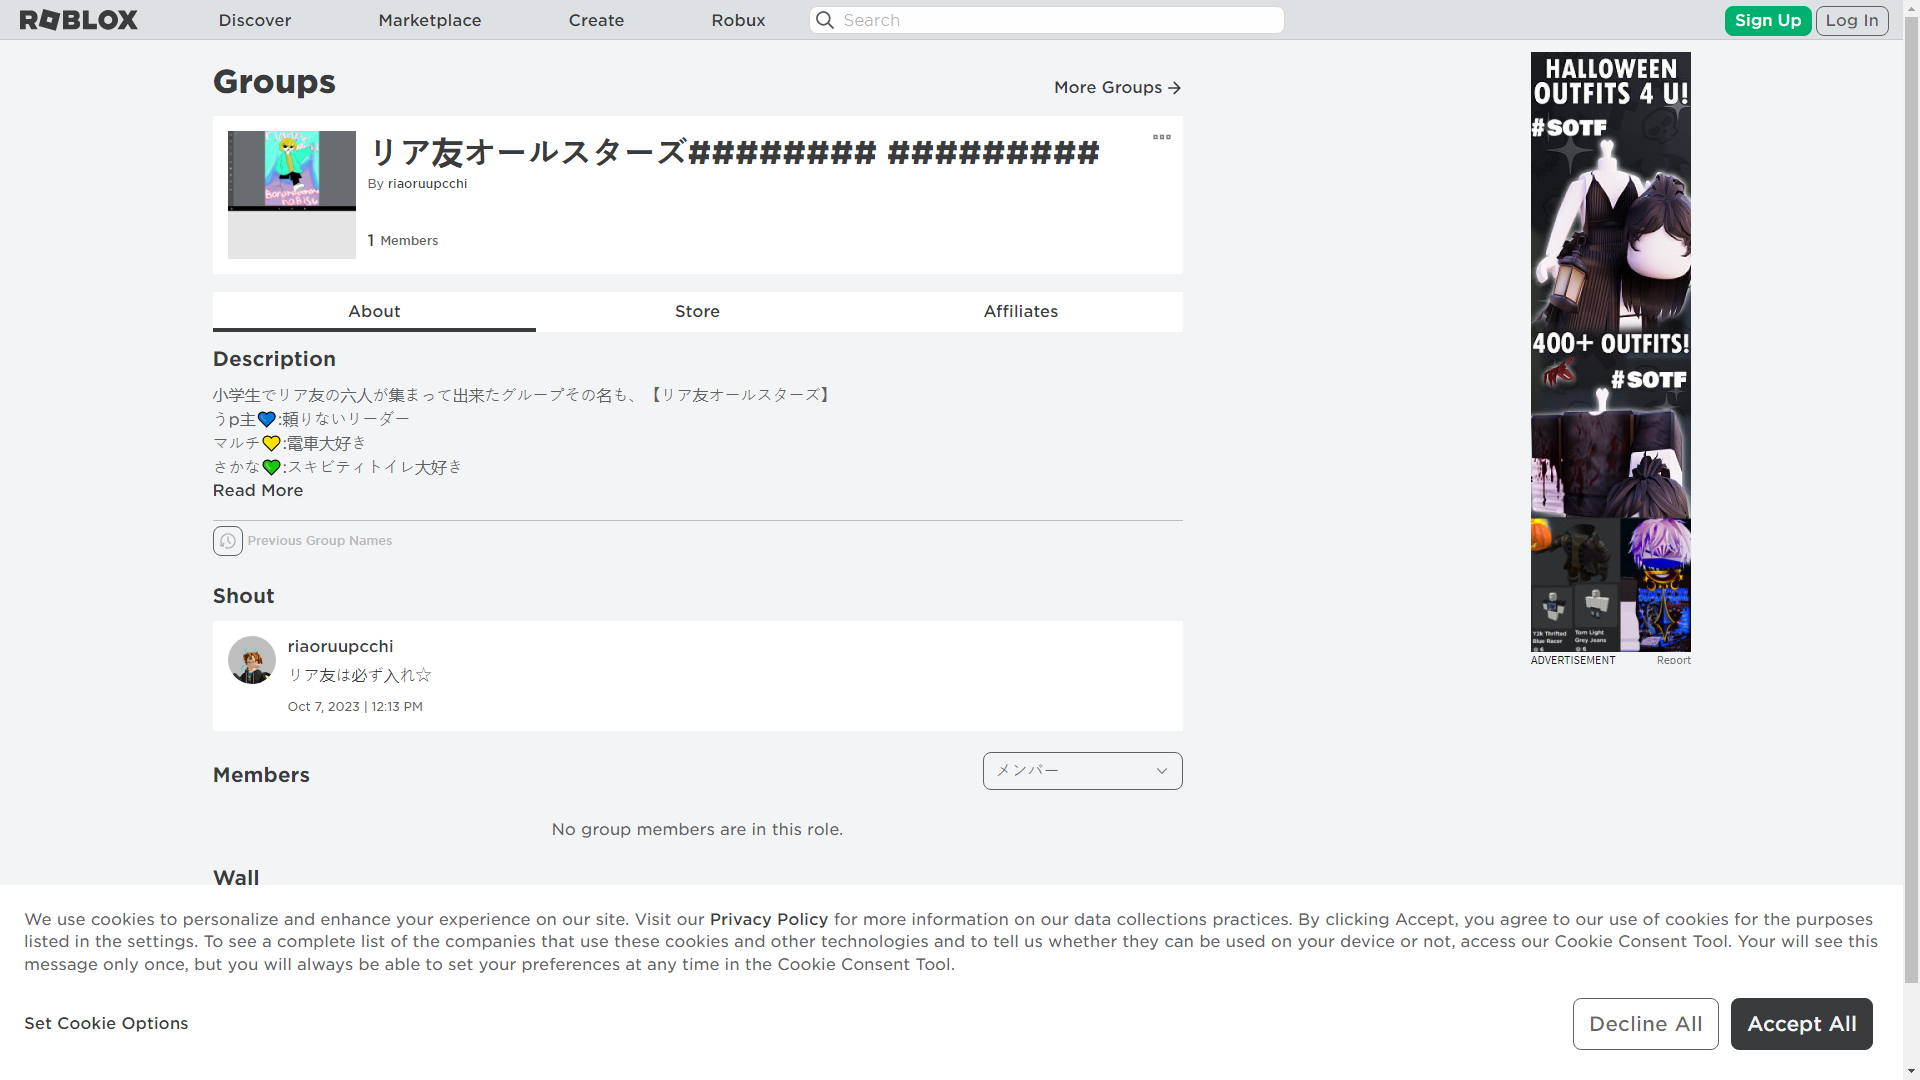 ROBLOX
Discover
Marketplace
Create
Robux
Search
Sign Up
Log In
Groups
More Groups
リア友オールスターズ######## #########
By riaoruupcchi
1 Members
About
Store
Affiliates
Description
小学生でリア友の六人が集まって出来たグループその名も、【リア友オールスターズ】
うp主💙:頼りないリーダー
マルチ💛:電車大好き
さかな💚:スキビティトイレ大好き
Read More
Previous Group Names
Shout
riaoruupcchi
リア友は必ず入れ☆
Oct 7, 2023 | 12:13 PM
Members
メンバー
No group members are in this role.
Wall
HALLOWEEN
OUTFITS 4 U!
#SOTF
400+ OUTFITS!
#SOTF
Y2k Thrifted
Blue Racer
Torn Light
Grey Jeans
ADVERTISEMENT
Report
We use cookies to personalize and enhance your experience on our site. Visit our Privacy Policy for more information on our data collections practices. By clicking Accept, you agree to our use of cookies for the purposes
listed in the settings. To see a complete list of the companies that use these cookies and other technologies and to tell us whether they can be used on your device or not, access our Cookie Consent Tool. Your will see this
message only once, but you will always be able to set your preferences at any time in the Cookie Consent Tool.
Set Cookie Options
Decline All
Accept All